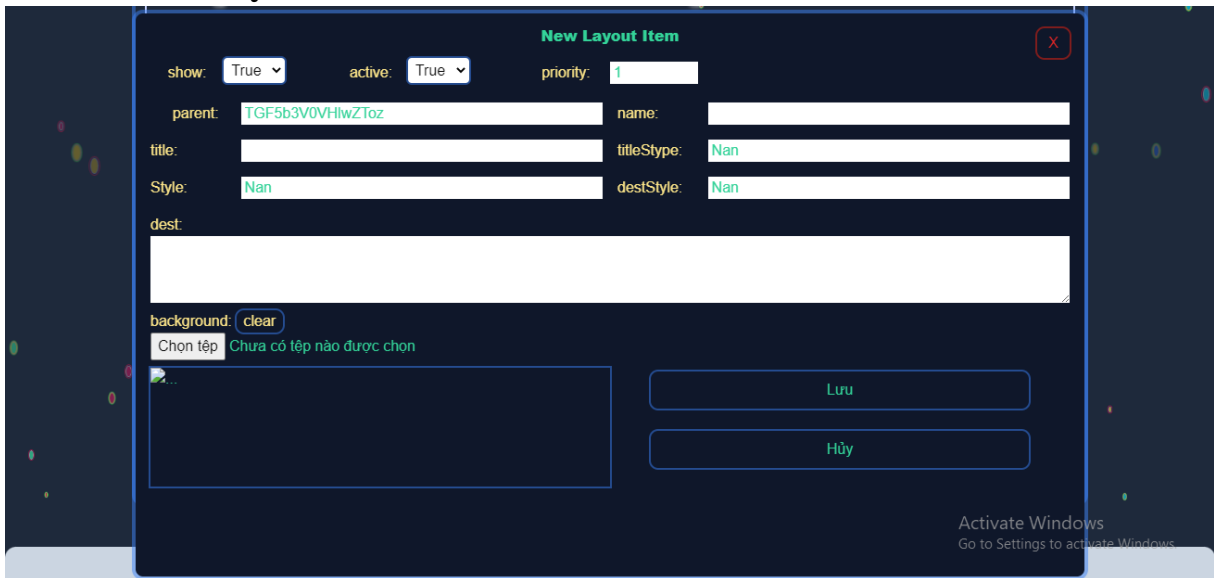 New Layout Item
X
show: True active: True priority: 1
parent: TGF5b3V0VHlwZToz name:
title: titleStype: Nan
Style: Nan destStyle: Nan
dest:
background: clear
Chọn tệp Chưa có tệp nào được chọn
...
Lưu
Hủy
Activate Windows
Go to Settings to activate Windows.